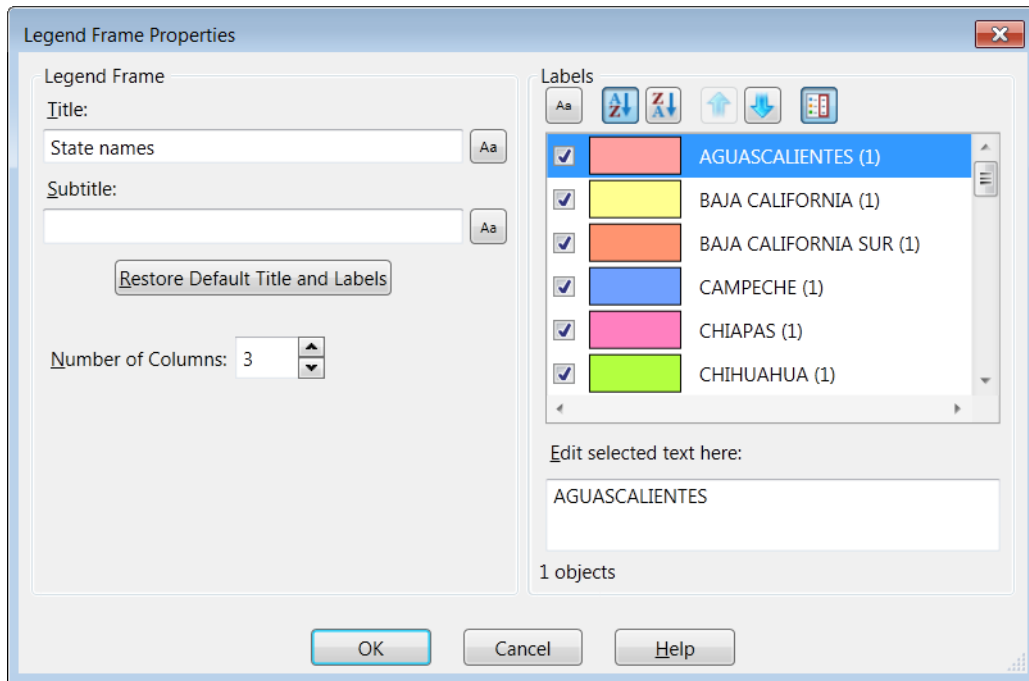 Legend Frame Properties
Legend Frame
Title:
State names
Aa
Subtitle:
Aa
Restore Default Title and Labels
Number of Columns: 3
Labels
Aa
A Z
Z A
AGUASCALIENTES (1)
BAJA CALIFORNIA (1)
BAJA CALIFORNIA SUR (1)
CAMPECHE (1)
CHIAPAS (1)
CHIHUAHUA (1)
Edit selected text here:
AGUASCALIENTES
1 objects
OK
Cancel
Help